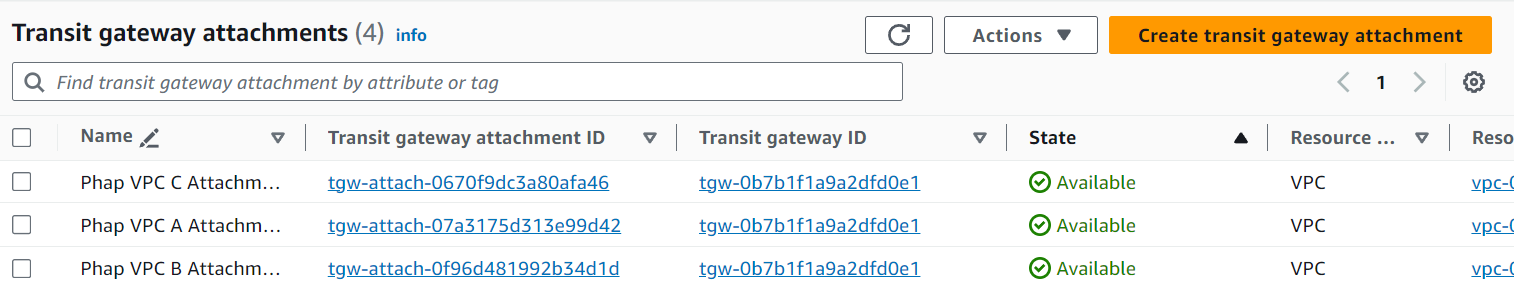 Transit gateway attachments (4) info
Actions
Create transit gateway attachment
Find transit gateway attachment by attribute or tag
1
Name Transit gateway attachment ID Transit gateway ID State Resource ... Reso
Phap VPC C Attachm... tgw-attach-0670f9dc3a80afa46 tgw-0b7b1f1a9a2dfd0e1 Available VPC vpc-0
Phap VPC A Attachm... tgw-attach-07a3175d313e99d42 tgw-0b7b1f1a9a2dfd0e1 Available VPC vpc-0
Phap VPC B Attachm... tgw-attach-0f96d481992b34d1d tgw-0b7b1f1a9a2dfd0e1 Available VPC vpc-0